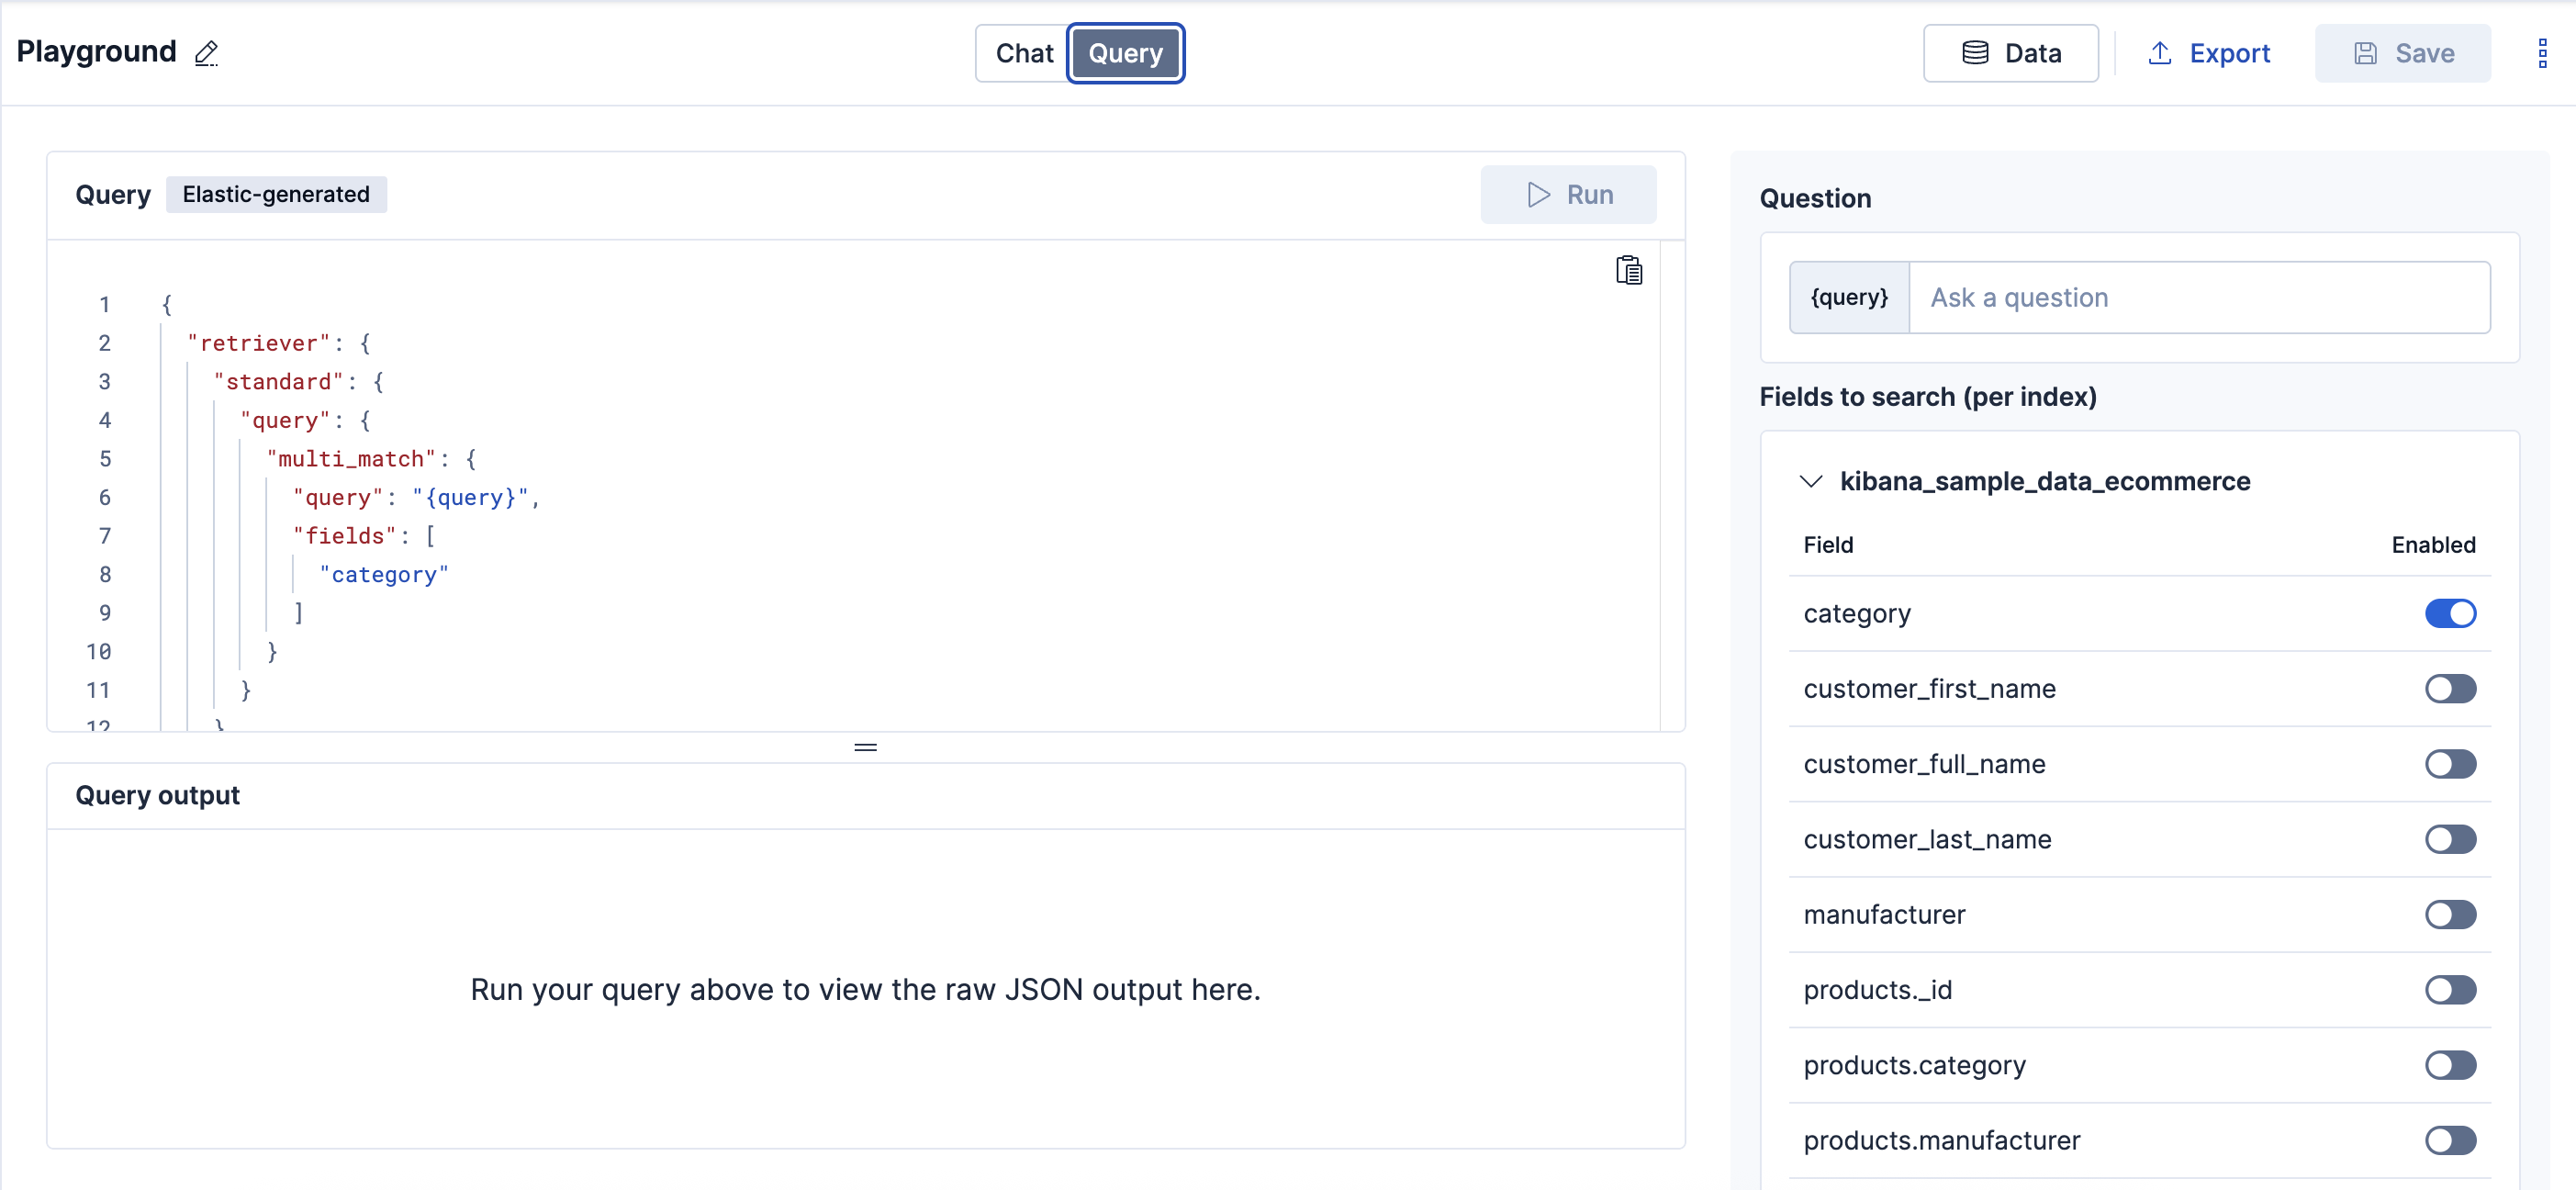 Playground
Chat Query
Data
Export
Save
Query Elastic-generated
Run
1 {
2 "retriever": {
3 "standard": {
4 "query": {
5 "multi_match": {
6 "query": "{query}",
7 "fields": [
8 "category"
9 ]
10 }
11 }
12 }
Query output
Run your query above to view the raw JSON output here.
Question
{query} Ask a question
Fields to search (per index)
kibana_sample_data_ecommerce
Field Enabled
category
customer_first_name
customer_full_name
customer_last_name
manufacturer
products._id
products.category
products.manufacturer